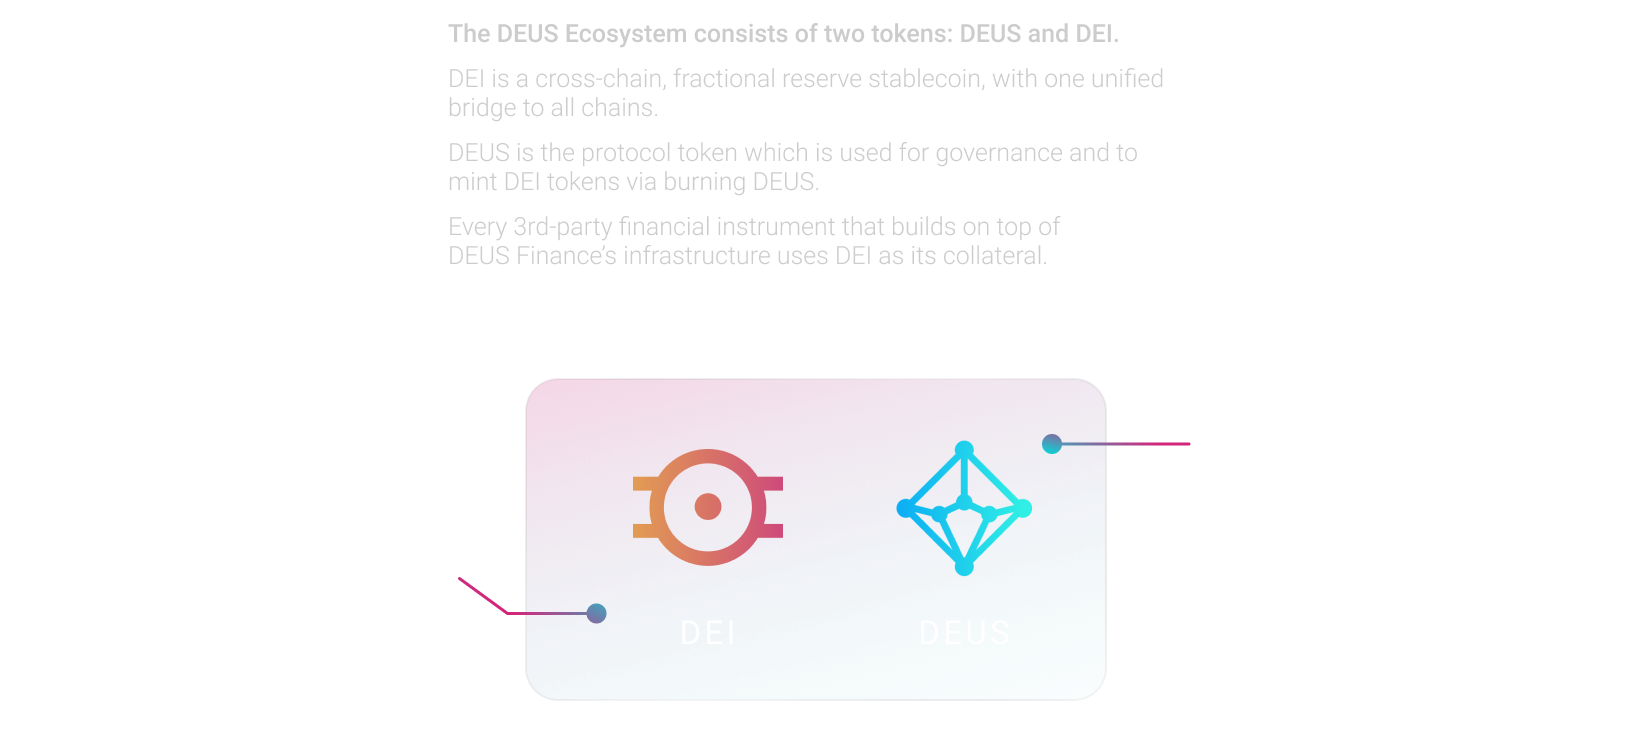 The DEUS Ecosystem consists of two tokens: DEUS and DEI.
DEI is a cross-chain, fractional reserve stablecoin, with one unified
bridge to all chains.
DEUS is the protocol token which is used for governance and to
mint DEI tokens via burning DEUS.
Every 3rd-party financial instrument that builds on top of
DEUS Finance’s infrastructure uses DEI as its collateral.
DEI
DEUS